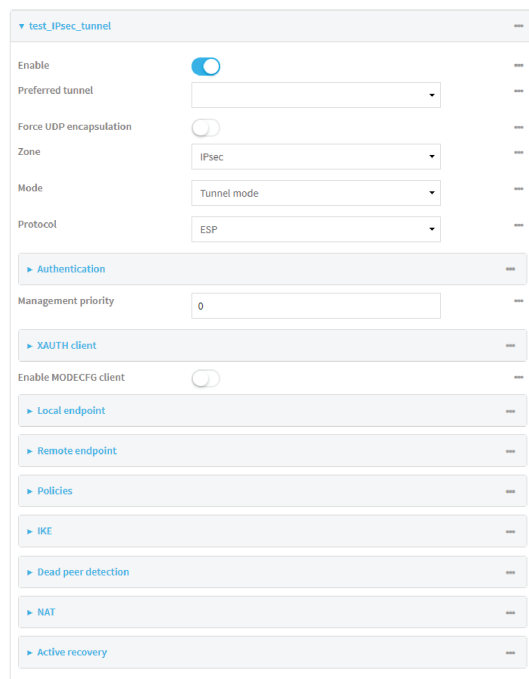 test_IPsec_tunnel
Enable
Preferred tunnel
Force UDP encapsulation
Zone
IPsec
Mode
Tunnel mode
Protocol
ESP
Authentication
Management priority
0
XAUTH client
Enable MODECFG client
Local endpoint
Remote endpoint
Policies
IKE
Dead peer detection
NAT
Active recovery